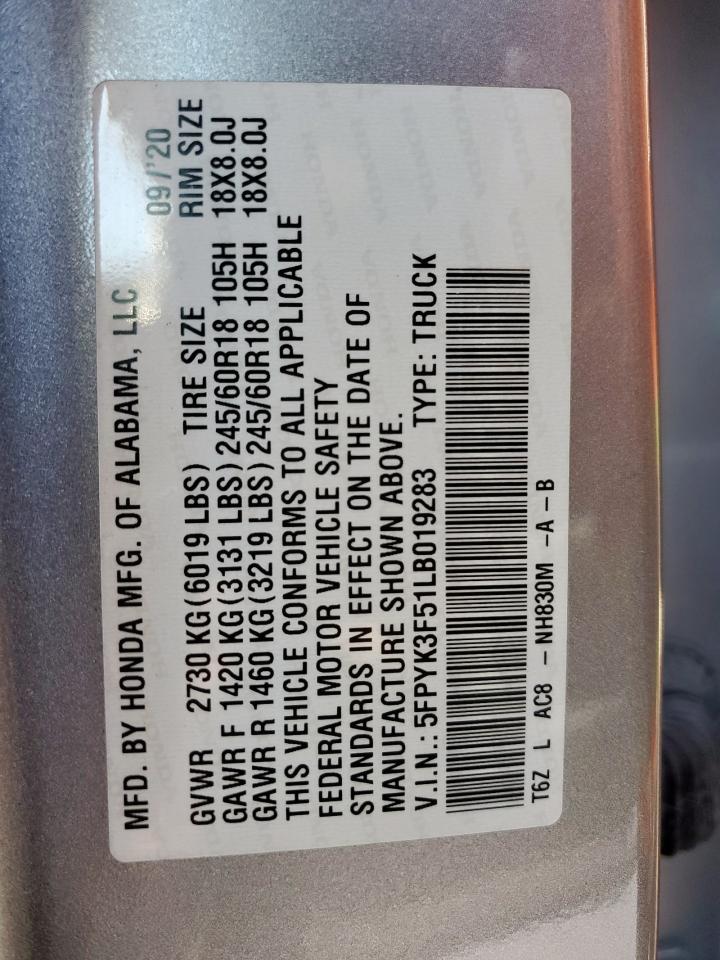 MFD. BY HONDA MFG. OF ALABAMA, LLC
09/'20
GVWR 2730 KG(6019 LBS) TIRE SIZE RIM SIZE
GAWR F 1420 KG(3131 LBS) 245/60R18 105H 18X8.0J
GAWR R 1460 KG(3219 LBS) 245/60R18 105H 18X8.0J
THIS VEHICLE CONFORMS TO ALL APPLICABLE
FEDERAL MOTOR VEHICLE SAFETY
STANDARDS IN EFFECT ON THE DATE OF
MANUFACTURE SHOWN ABOVE.
V.I.N.: 5FPYK3F51LB019283 TYPE: TRUCK
T6Z L AC8 - NH830M -A-B